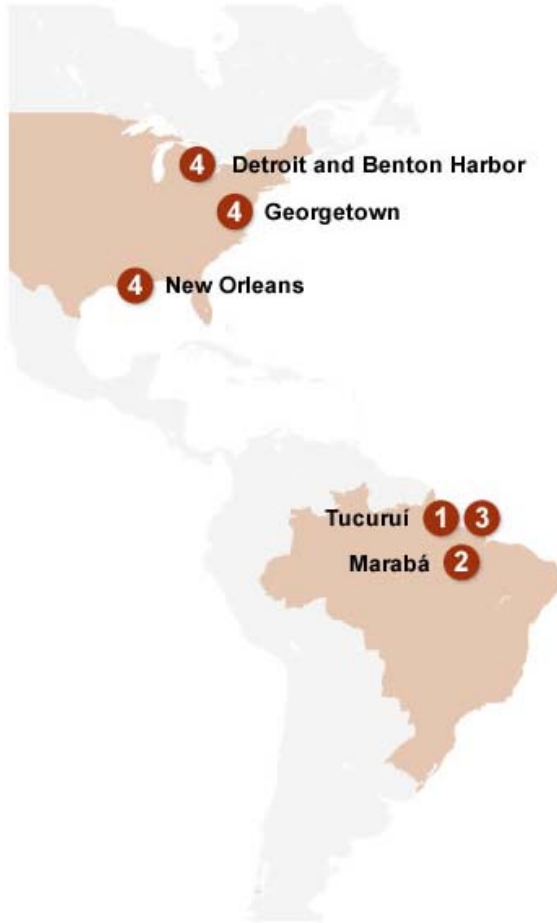 4 Detroit and Benton Harbor
4 Georgetown
4 New Orleans
Tucuruí 1 3
Marabá 2